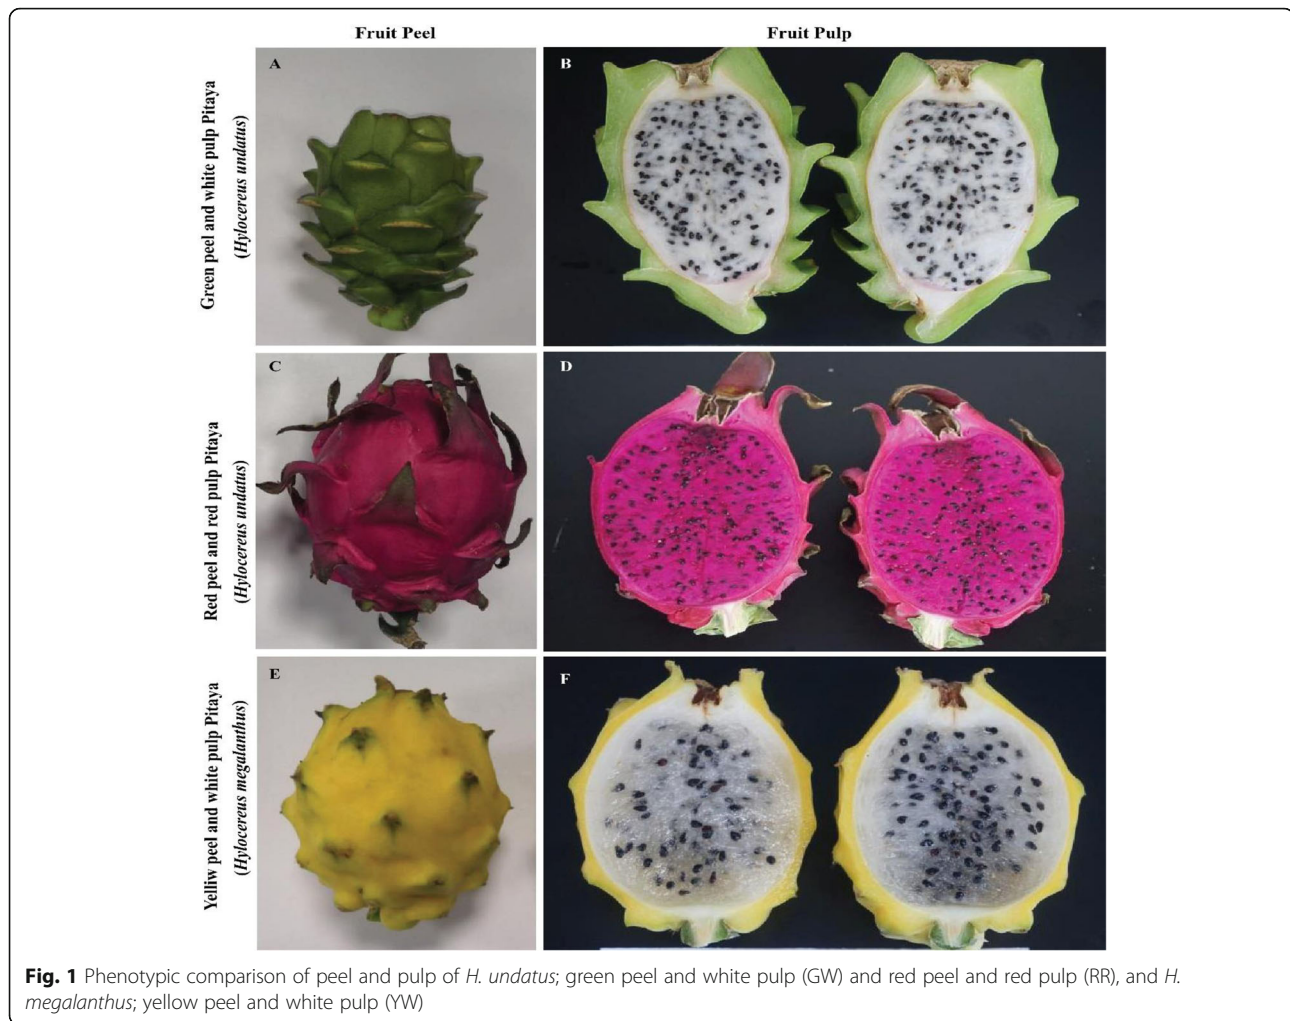 Fruit Peel
Fruit Pulp
A
B
Green peel and white pulp Pitaya
(Hylocereus undatus)
C
D
Red peel and red pulp Pitaya
(Hylocereus undatus)
E
F
Yelliw peel and white pulp Pitaya
(Hylocereus megalanthus)
Fig. 1 Phenotypic comparison of peel and pulp of H. undatus; green peel and white pulp (GW) and red peel and red pulp (RR), and H.
megalanthus; yellow peel and white pulp (YW)